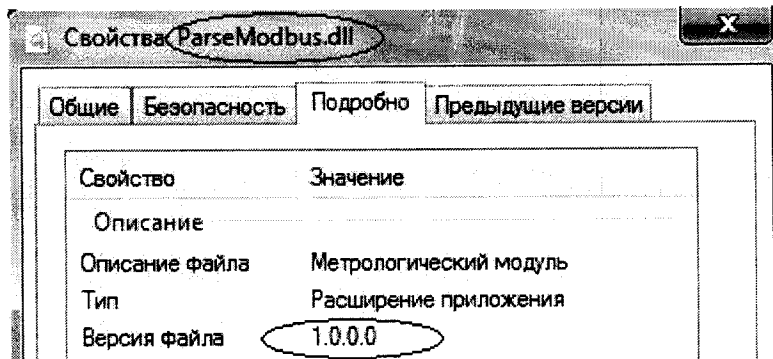 Свойства: ParseModbus.dll
X
Общие Безопасность Подробно Предыдущие версии
Свойство Значение
Описание
Описание файла Метрологический модуль
Тип Расширение приложения
Версия файла 1.0.0.0